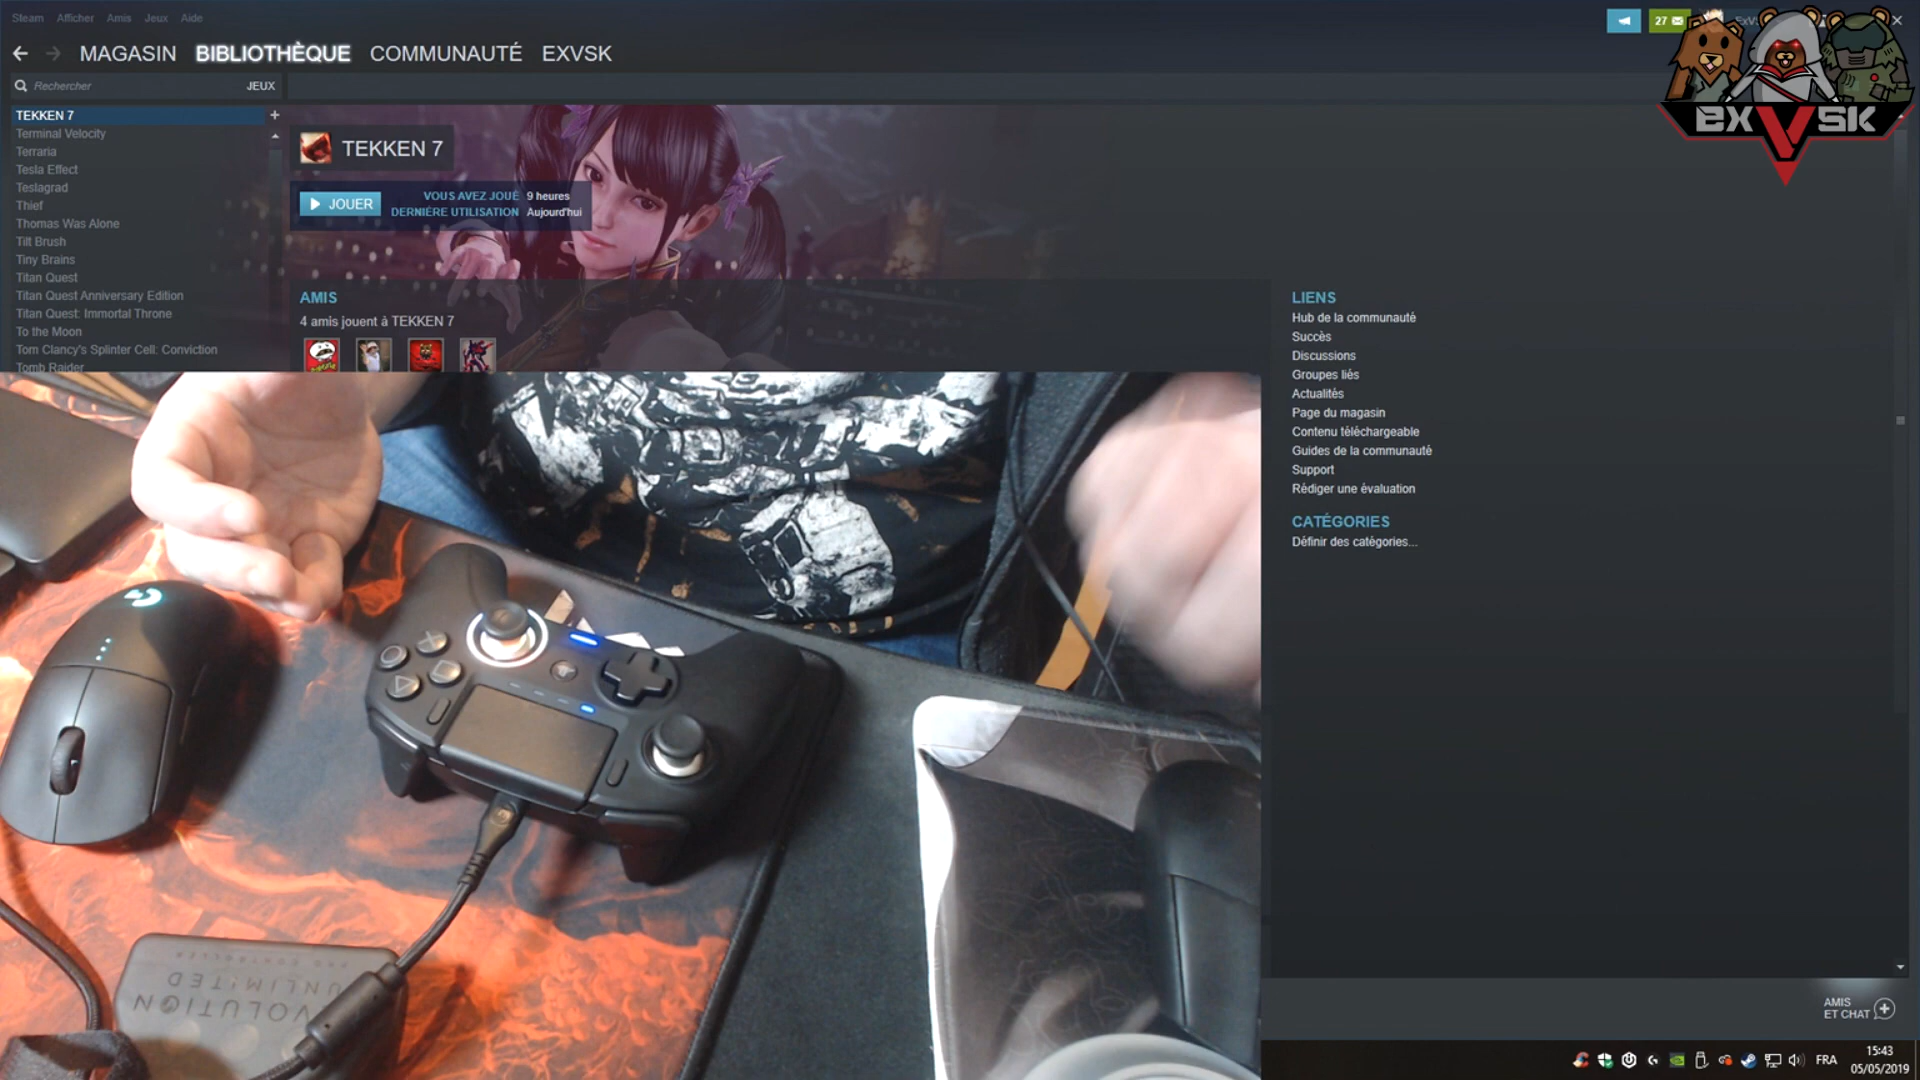 Steam Afficher Amis Jeux Aide
27
MAGASIN BIBLIOTHÈQUE COMMUNAUTÉ EXVSK
Rechercher JEUX
EXVSK
TEKKEN 7
Terminal Velocity
Terraria
Tesla Effect
Teslagrad
Thief
Thomas Was Alone
Tilt Brush
Tiny Brains
Titan Quest
Titan Quest Anniversary Edition
Titan Quest: Immortal Throne
To the Moon
Tom Clancy's Splinter Cell: Conviction
Tomb Raider
TEKKEN 7
JOUER
VOUS AVEZ JOUÉ 9 heures
DERNIÈRE UTILISATION Aujourd'hui
AMIS
4 amis jouent à TEKKEN 7
LIENS
Hub de la communauté
Succès
Discussions
Groupes liés
Actualités
Page du magasin
Contenu téléchargeable
Guides de la communauté
Support
Rédiger une évaluation
CATÉGORIES
Définir des catégories...
PRO CONTROLLER
UNLIMITED
VOLUTION
AMIS
ET CHAT
FRA
15:43
05/05/2019